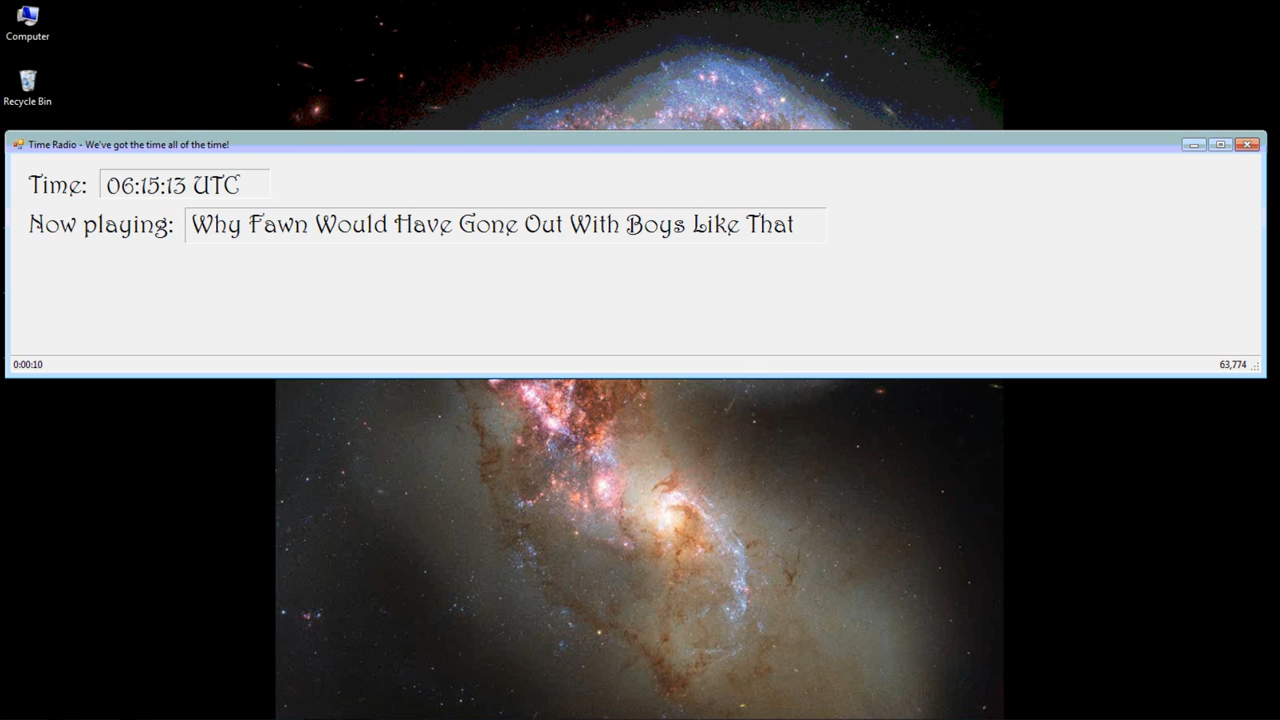 Computer
Recycle Bin
Time Radio - We've got the time all of the time!
Time: 06:15:13 UTC
Now playing: Why Fawn Would Have Gone Out With Boys Like That
0:00:10 63,774